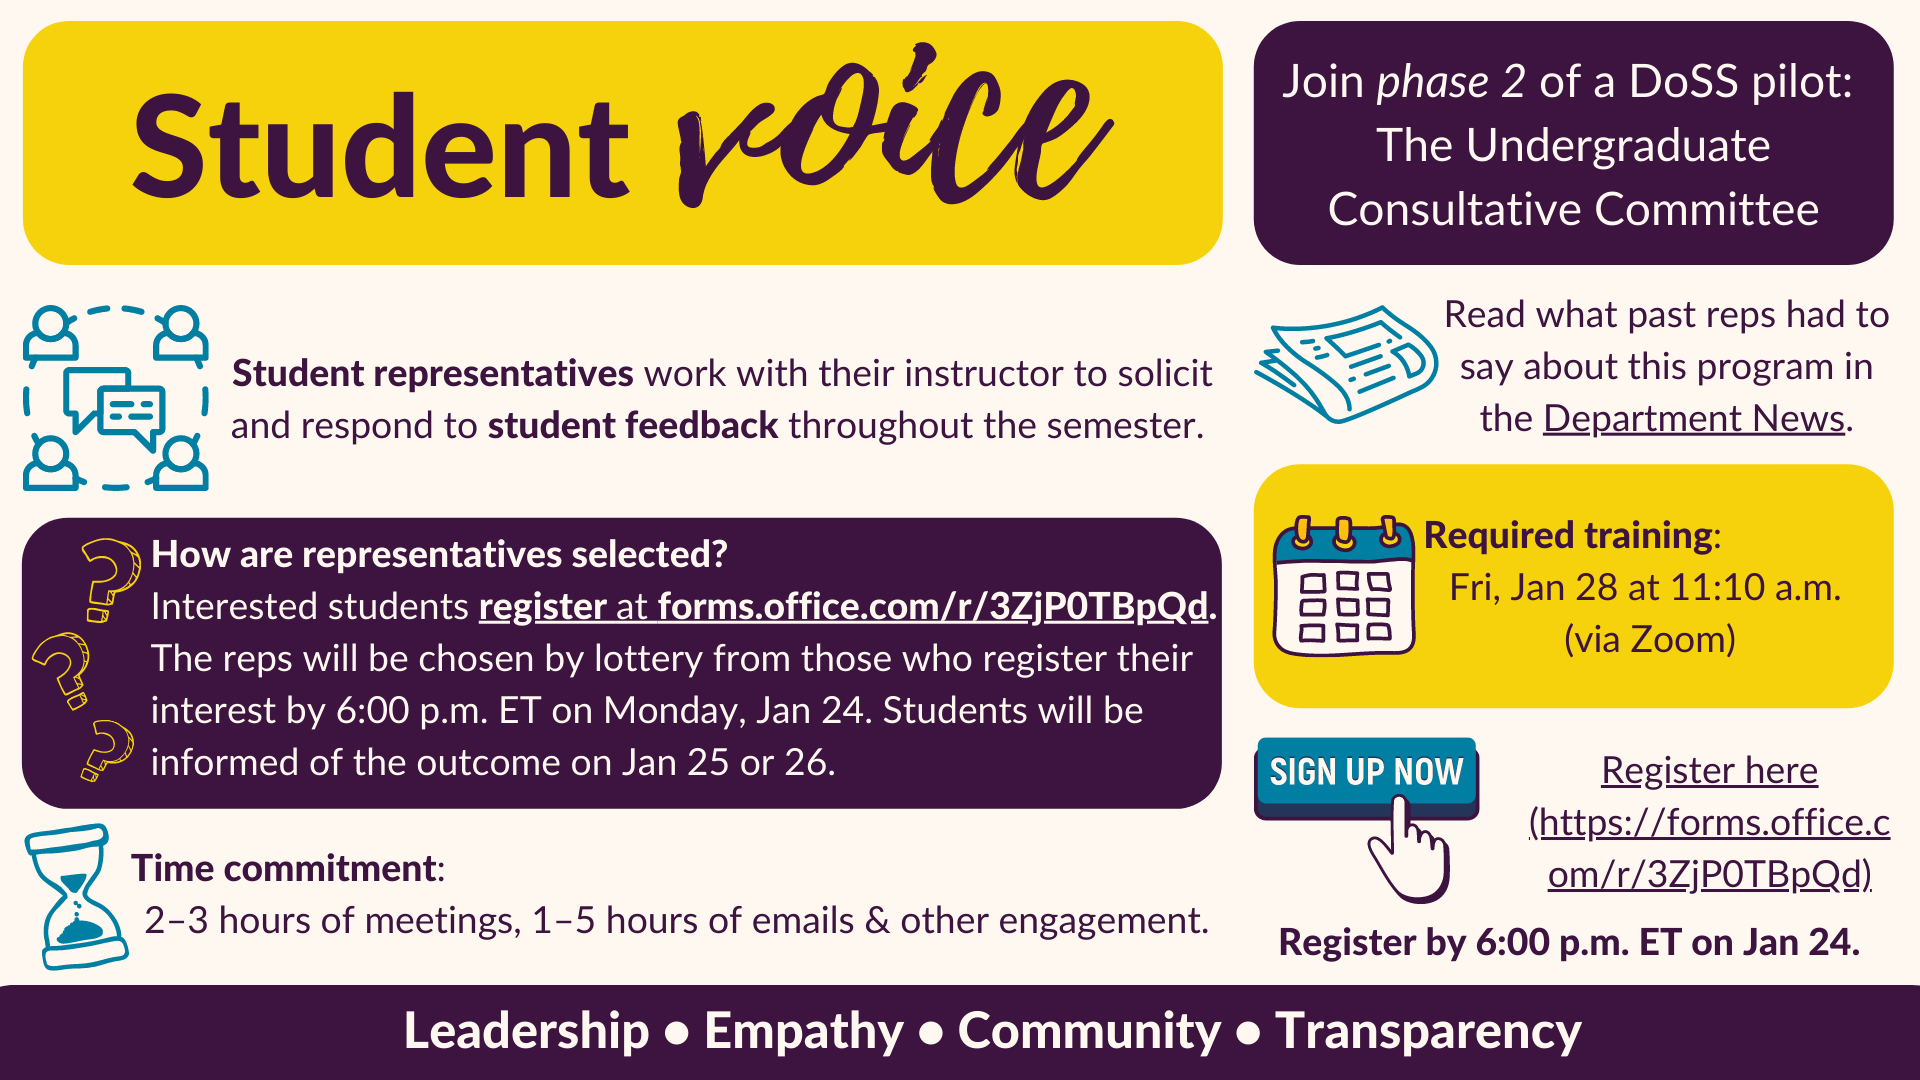 Student voice
Join phase 2 of a DoSS pilot:
The Undergraduate
Consultative Committee
Student representatives work with their instructor to solicit
and respond to student feedback throughout the semester.
Read what past reps had to
say about this program in
the Department News.
How are representatives selected?
Interested students register at forms.office.com/r/3ZjP0TBpQd.
The reps will be chosen by lottery from those who register their
interest by 6:00 p.m. ET on Monday, Jan 24. Students will be
informed of the outcome on Jan 25 or 26.
Required training:
Fri, Jan 28 at 11:10 a.m.
(via Zoom)
Time commitment:
2–3 hours of meetings, 1–5 hours of emails & other engagement.
SIGN UP NOW
Register here
(https://forms.office.c
om/r/3ZjP0TBpQd)
Register by 6:00 p.m. ET on Jan 24.
Leadership ● Empathy ● Community ● Transparency